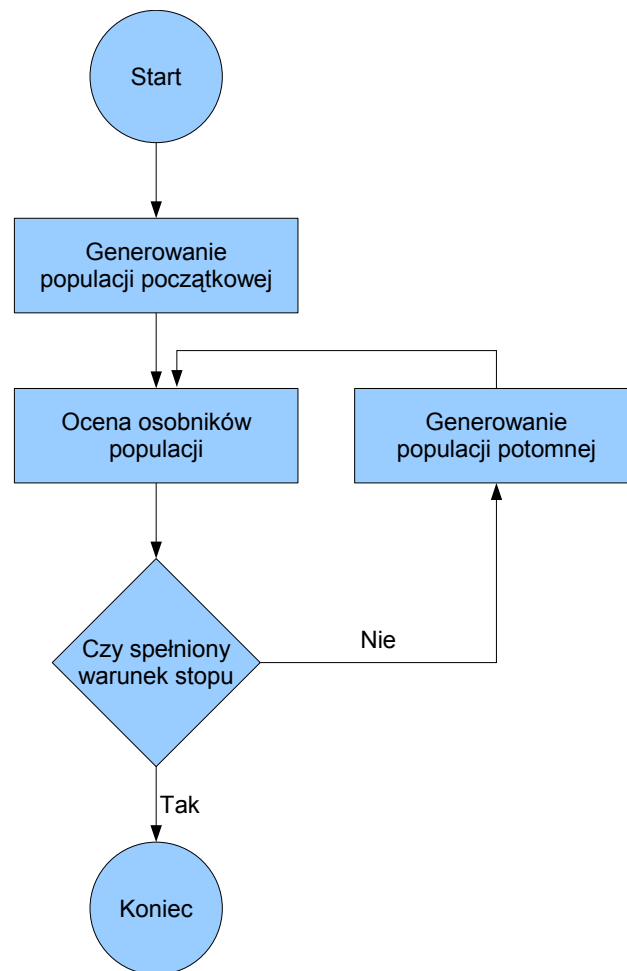 Start
Generowanie
populacji początkowej
Ocena osobników
populacji
Generowanie
populacji potomnej
Czy spełniony
warunek stopu
Nie
Tak
Koniec